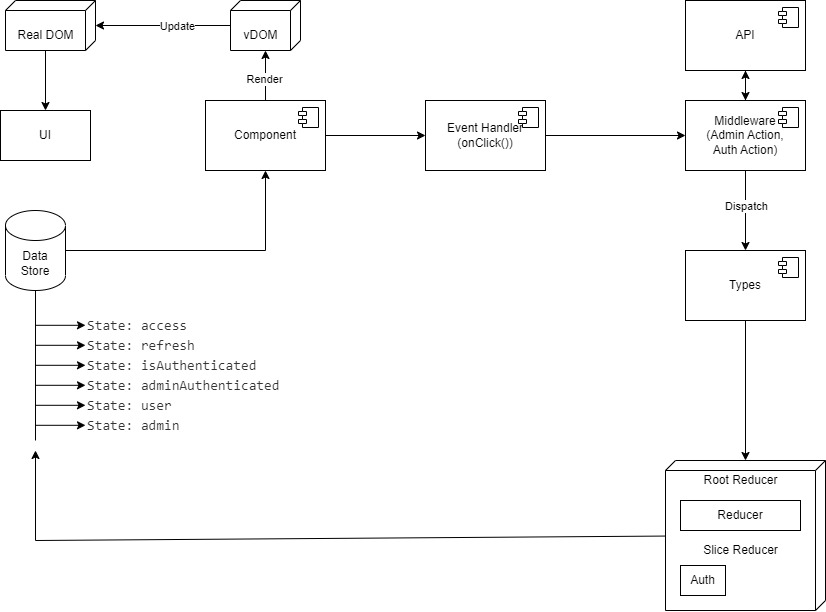 Real DOM
Update
vDOM
API
Render
UI
Component
Event Handler
(onClick())
Middleware
(Admin Action,
Auth Action)
Dispatch
Data
Store
Types
State: access
State: refresh
State: isAuthenticated
State: adminAuthenticated
State: user
State: admin
Root Reducer
Reducer
Slice Reducer
Auth